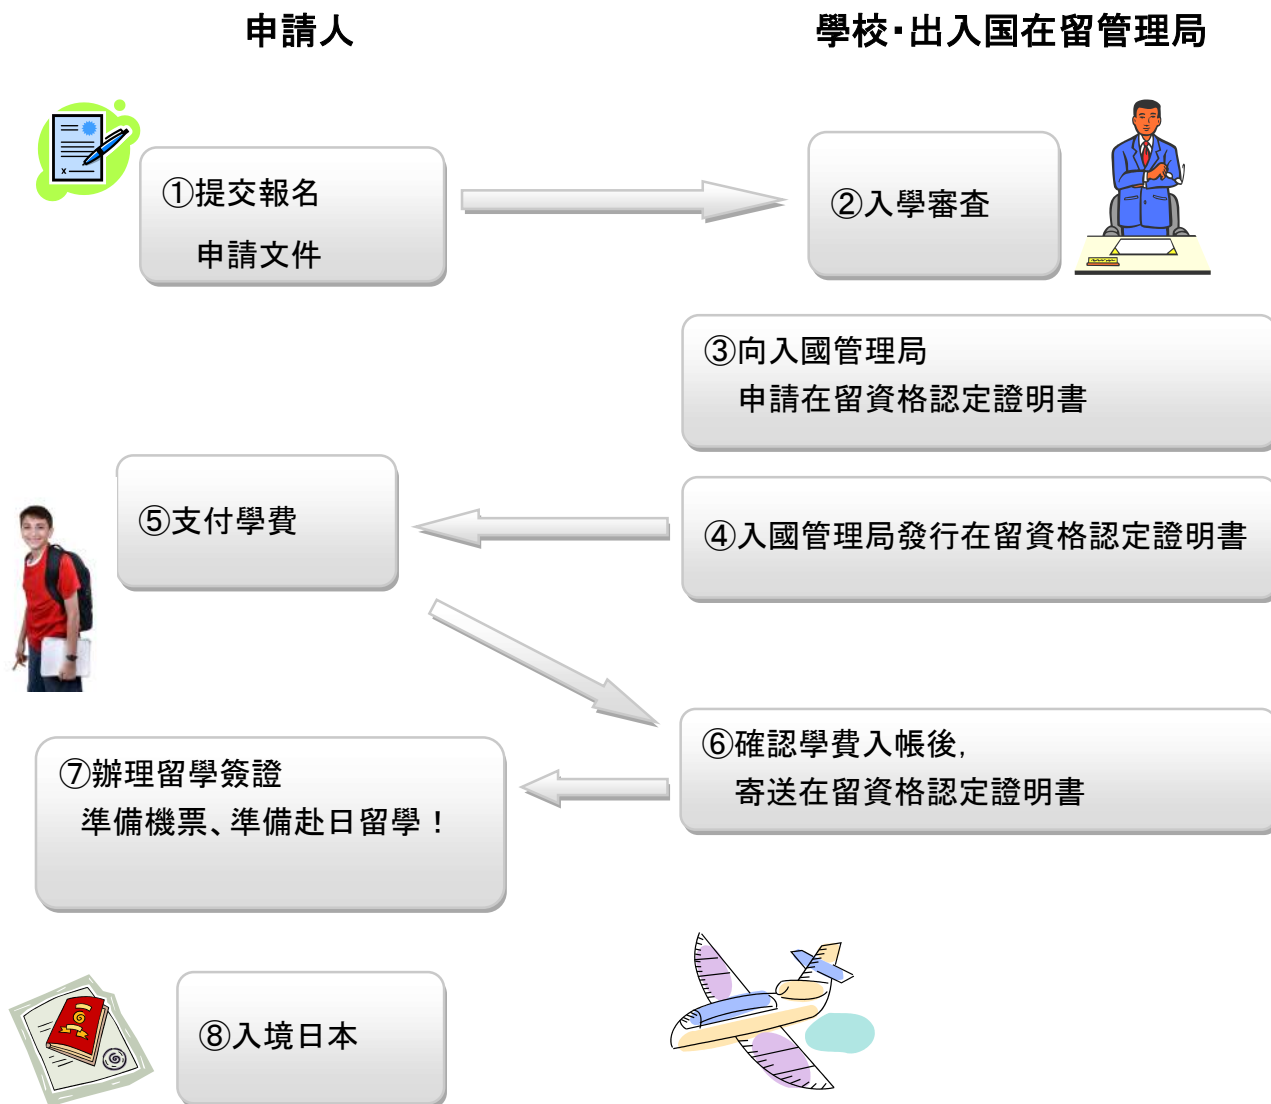 申請人
學校・出入国在留管理局
①提交報名
申請文件
②入學審查
③向入國管理局
申請在留資格認定證明書
④入國管理局發行在留資格認定證明書
⑤支付學費
⑥確認學費入帳後,
寄送在留資格認定證明書
⑦辦理留學簽證
準備機票、準備赴日留學！
⑧入境日本